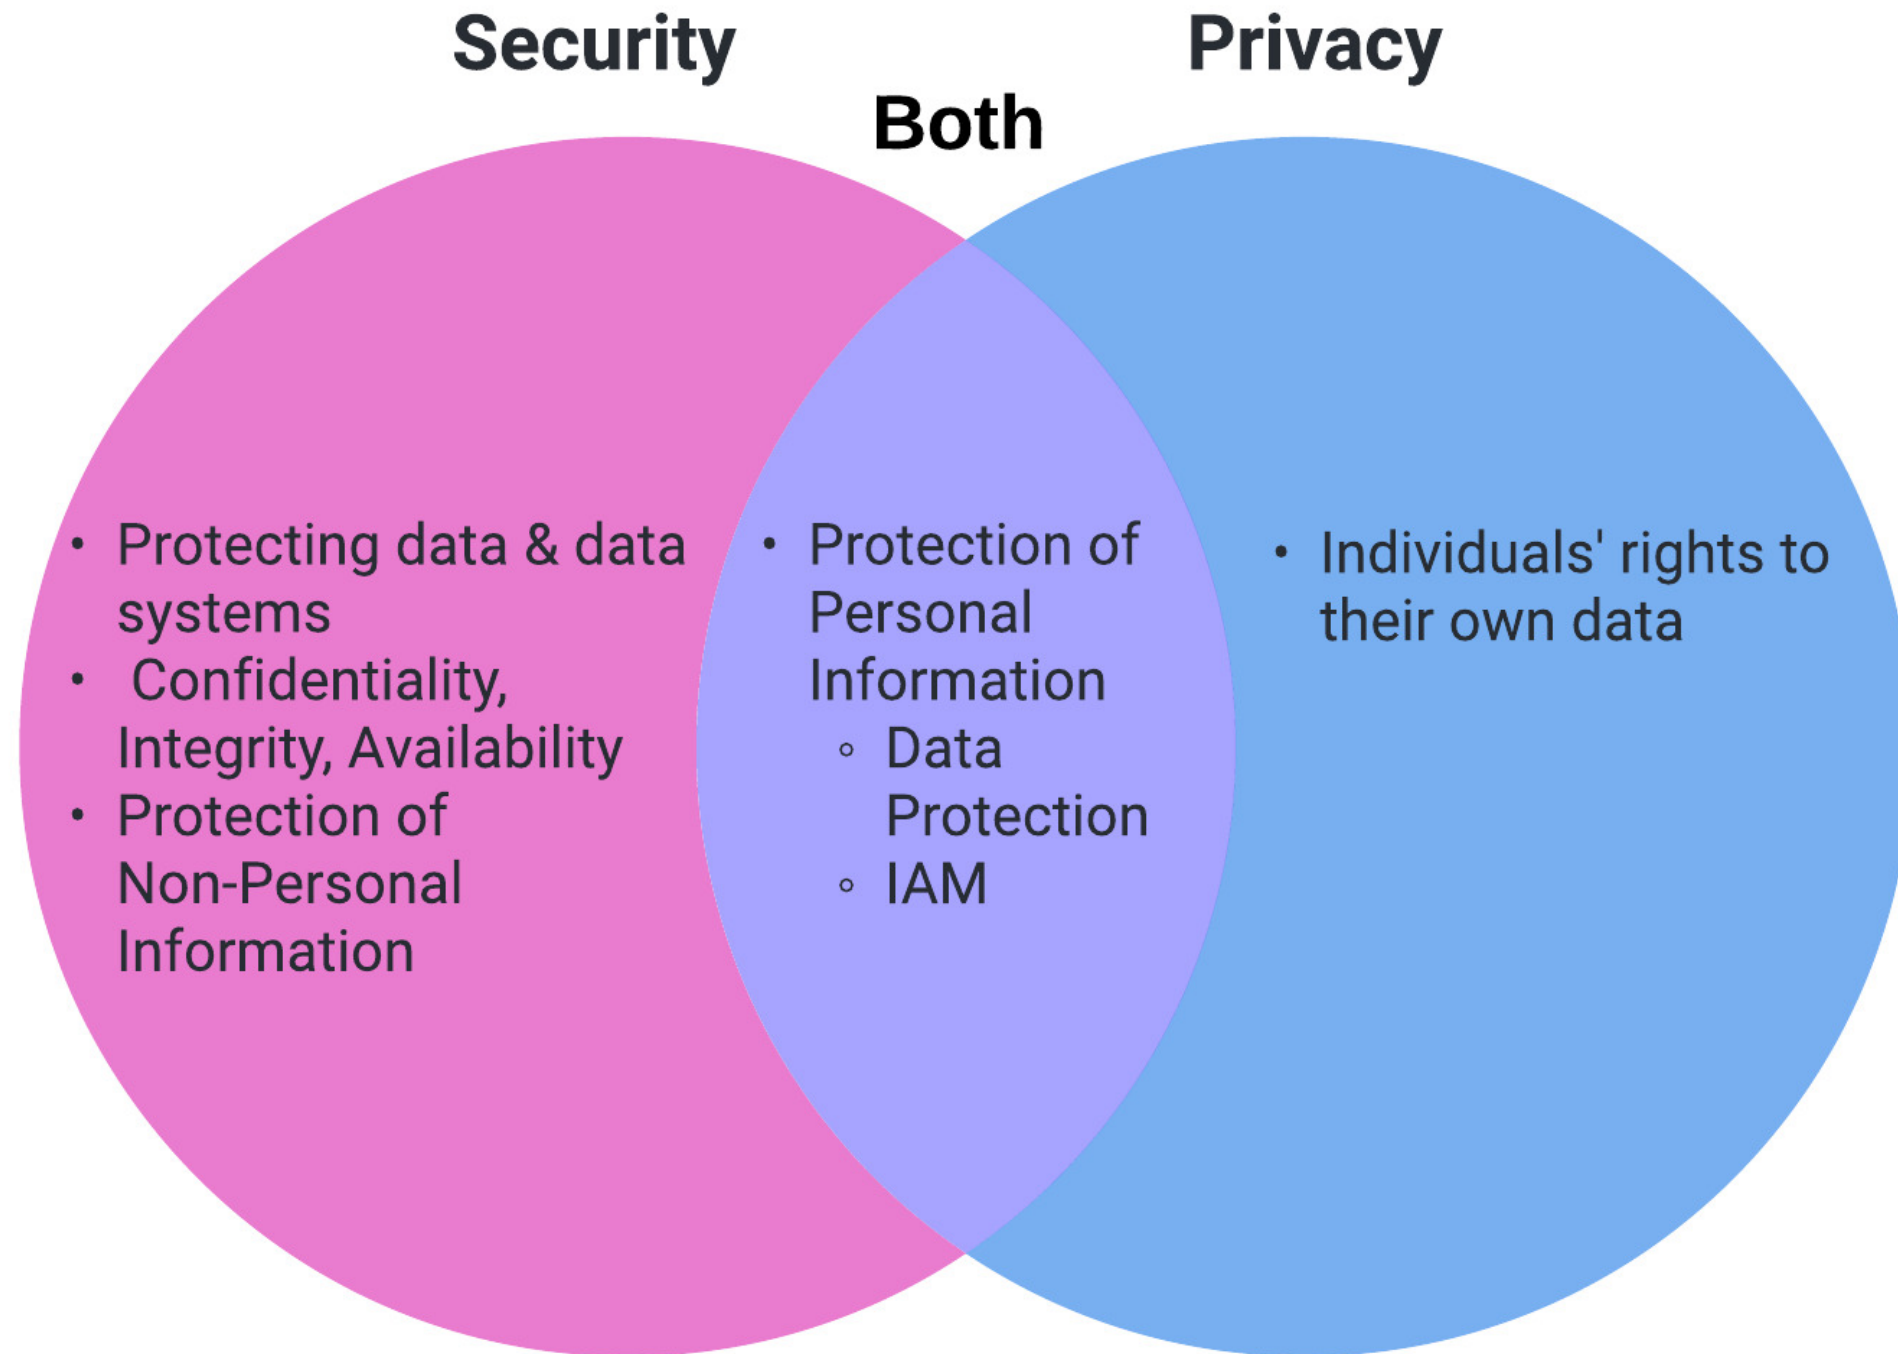 Security
Privacy
Both
• Protecting data & data
systems
• Confidentiality,
Integrity, Availability
• Protection of
Non-Personal
Information
• Protection of
Personal
Information
◦ Data
Protection
◦ IAM
• Individuals' rights to
their own data